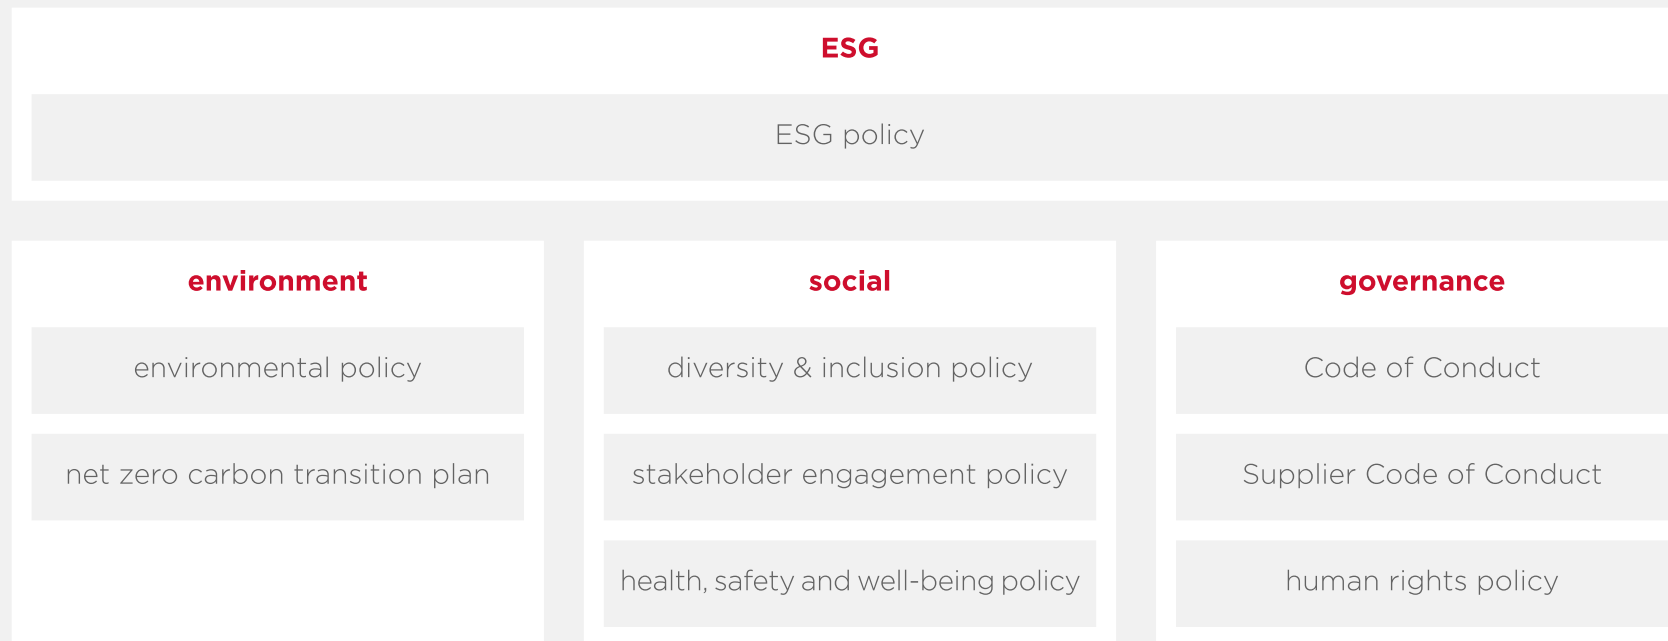 ESG
ESG policy
environment
environmental policy
net zero carbon transition plan
social
diversity & inclusion policy
stakeholder engagement policy
health, safety and well-being policy
governance
Code of Conduct
Supplier Code of Conduct
human rights policy